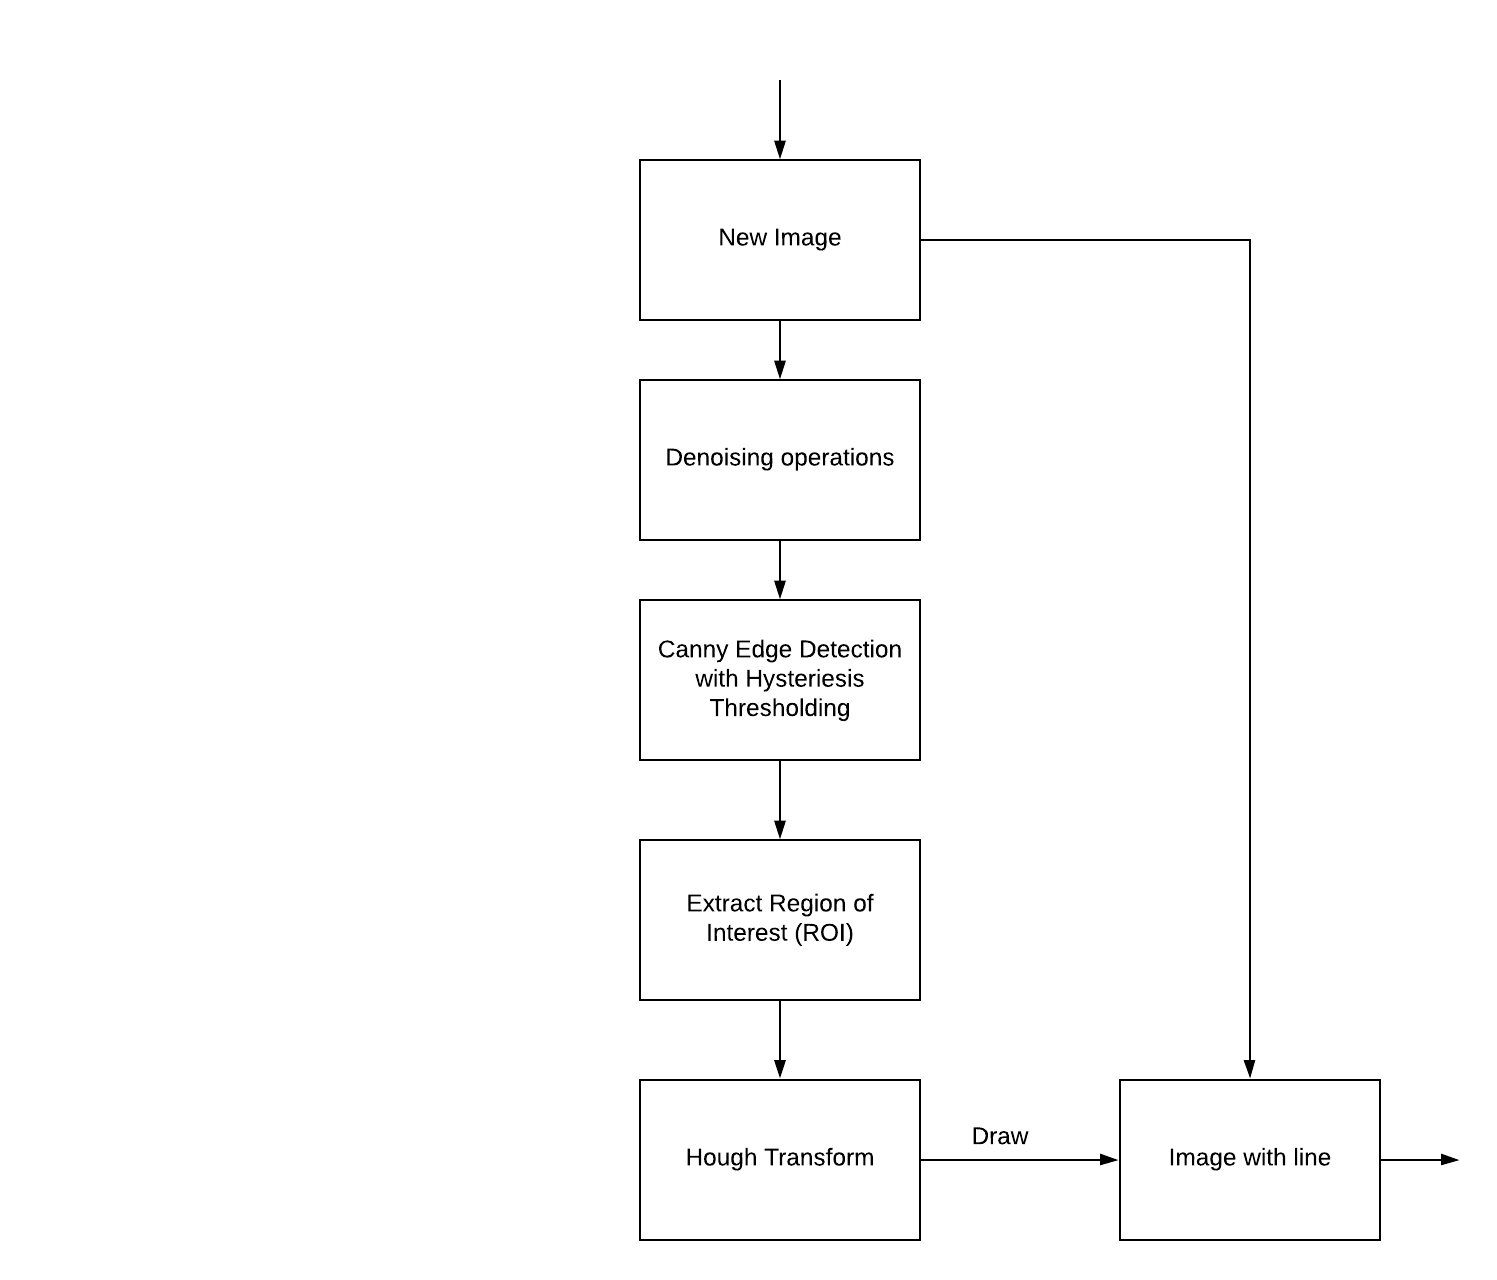 New Image
Denoising operations
Canny Edge Detection
with Hysteriesis
Thresholding
Extract Region of
Interest (ROI)
Hough Transform
Draw
Image with line